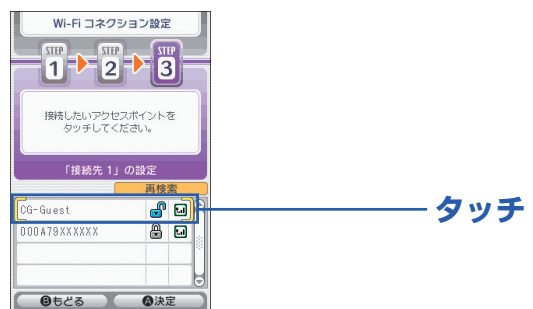 Wi-Fi コネクション設定
STEP 1
STEP 2
STEP 3
接続したいアクセスポイントを
タッチしてください。
「接続先 1」の設定
再検索
CG-Guest
タッチ
000A79XXXXXX
Bもどる
A決定